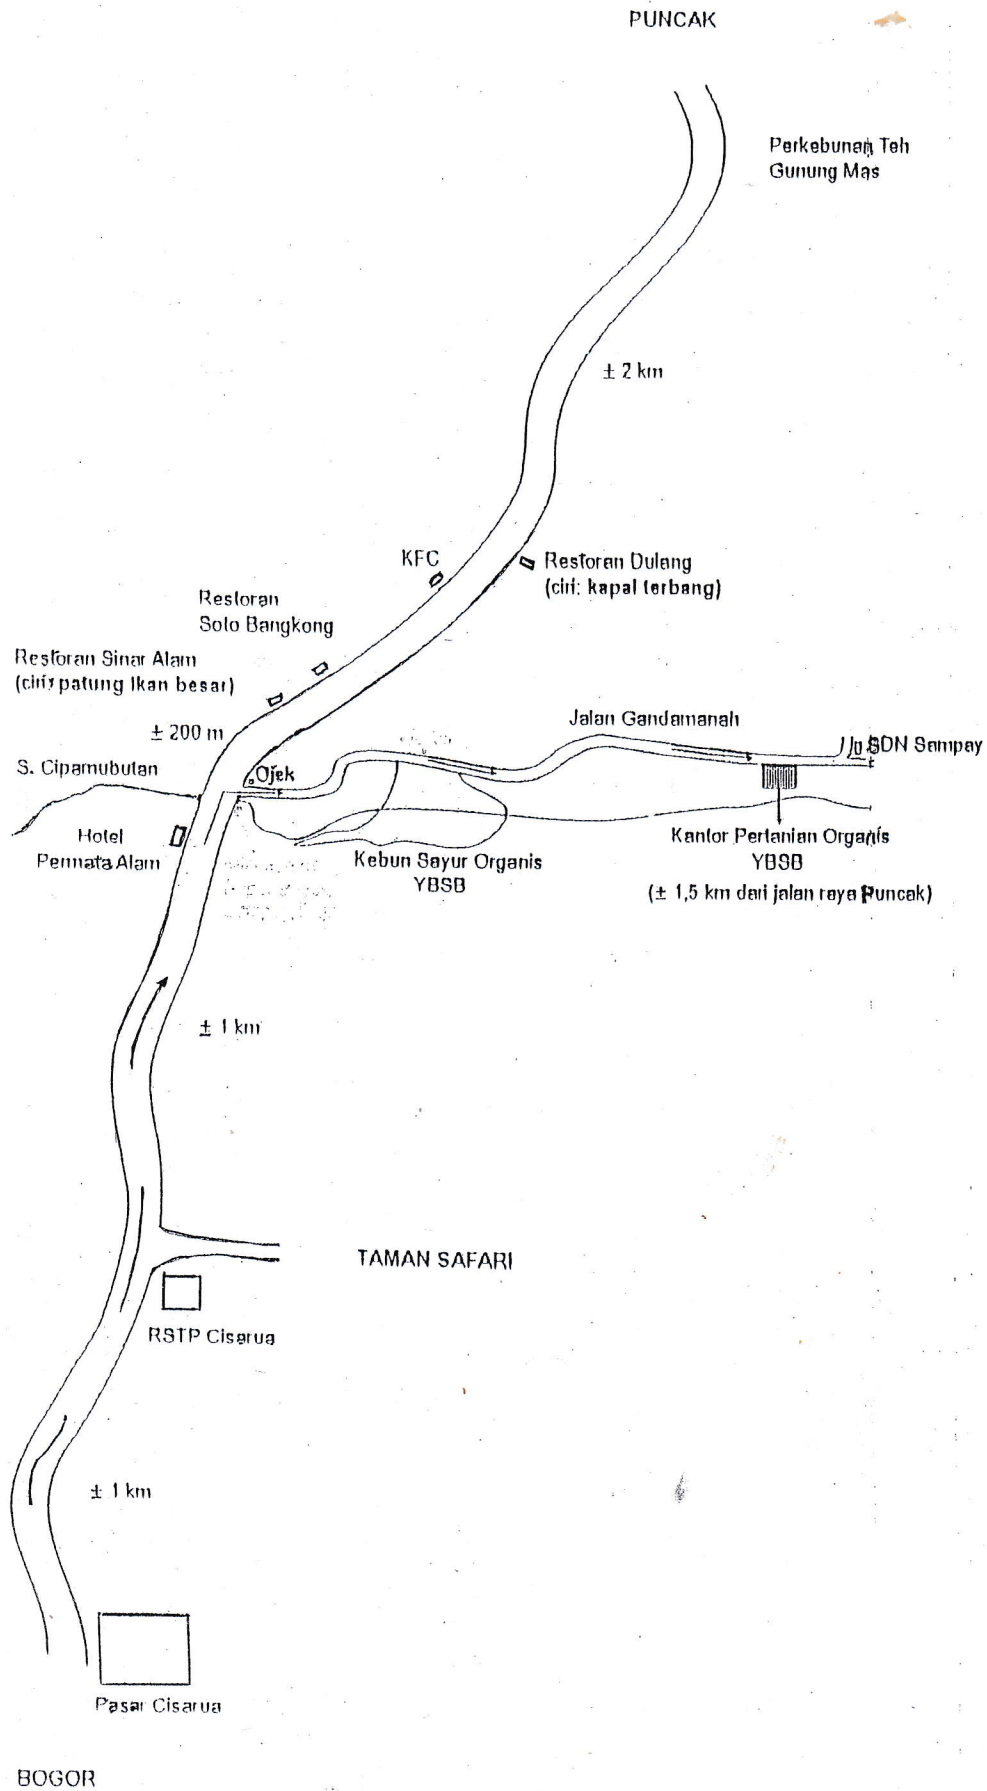 PUNCAK
Perkebunan Teh
Gunung Mas
± 2 km
KFC
Restoran Dulang
(ciri: kapal terbang)
Restoran
Soto Bangkong
Restoran Sinar Alam
(ciri: patung Ikan besar)
± 200 m
Jalan Gandamanah
SDN Sampay
S. Cipamubutan
Ojek
Hotel
Permata Alam
Kebun Sayur Organis
YBSB
Kantor Pertanian Organis
YBSB
(± 1,5 km dari jalan raya Puncak)
± 1 km
TAMAN SAFARI
RSTP Cisarua
± 1 km
Pasar Cisarua
BOGOR